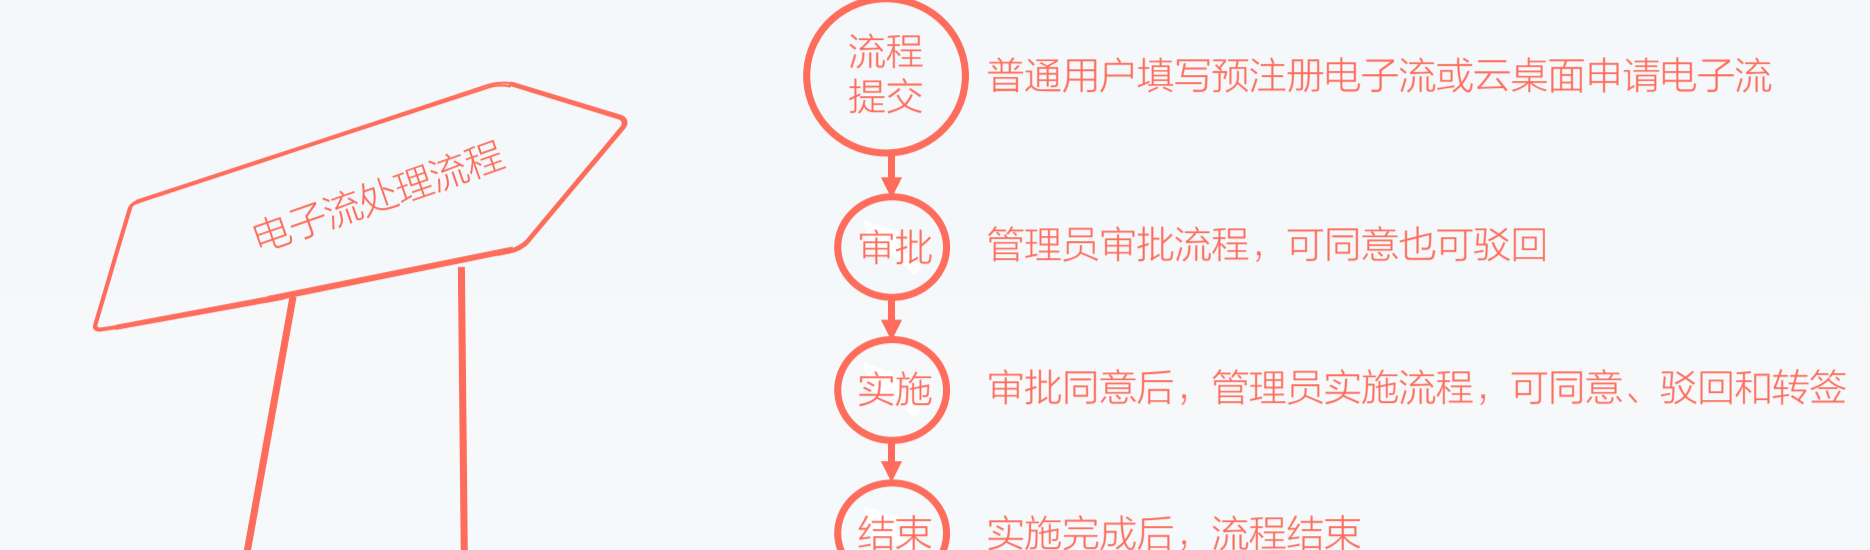 电子流处理流程
流程
提交
普通用户填写预注册电子流或云桌面申请电子流
审批
管理员审批流程，可同意也可驳回
实施
审批同意后，管理员实施流程，可同意、驳回和转签
结束
实施完成后，流程结束